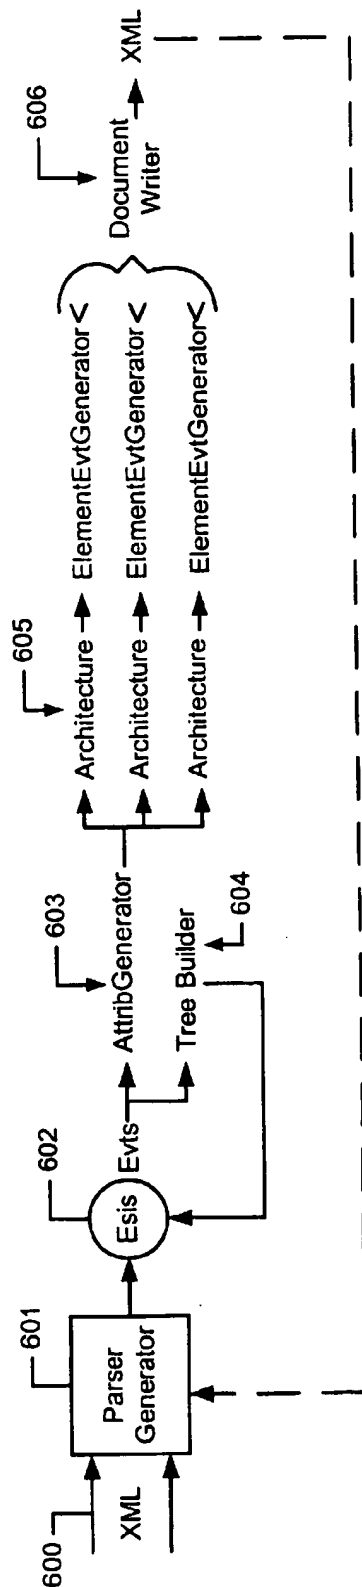 600
XML
601
Parser
Generator
602
Esis
Evts
603
AttribGenerator
Tree Builder
604
605
Architecture
ElementEvtGenerator<
Architecture
ElementEvtGenerator<
Architecture
ElementEvtGenerator<
606
Document
Writer
XML